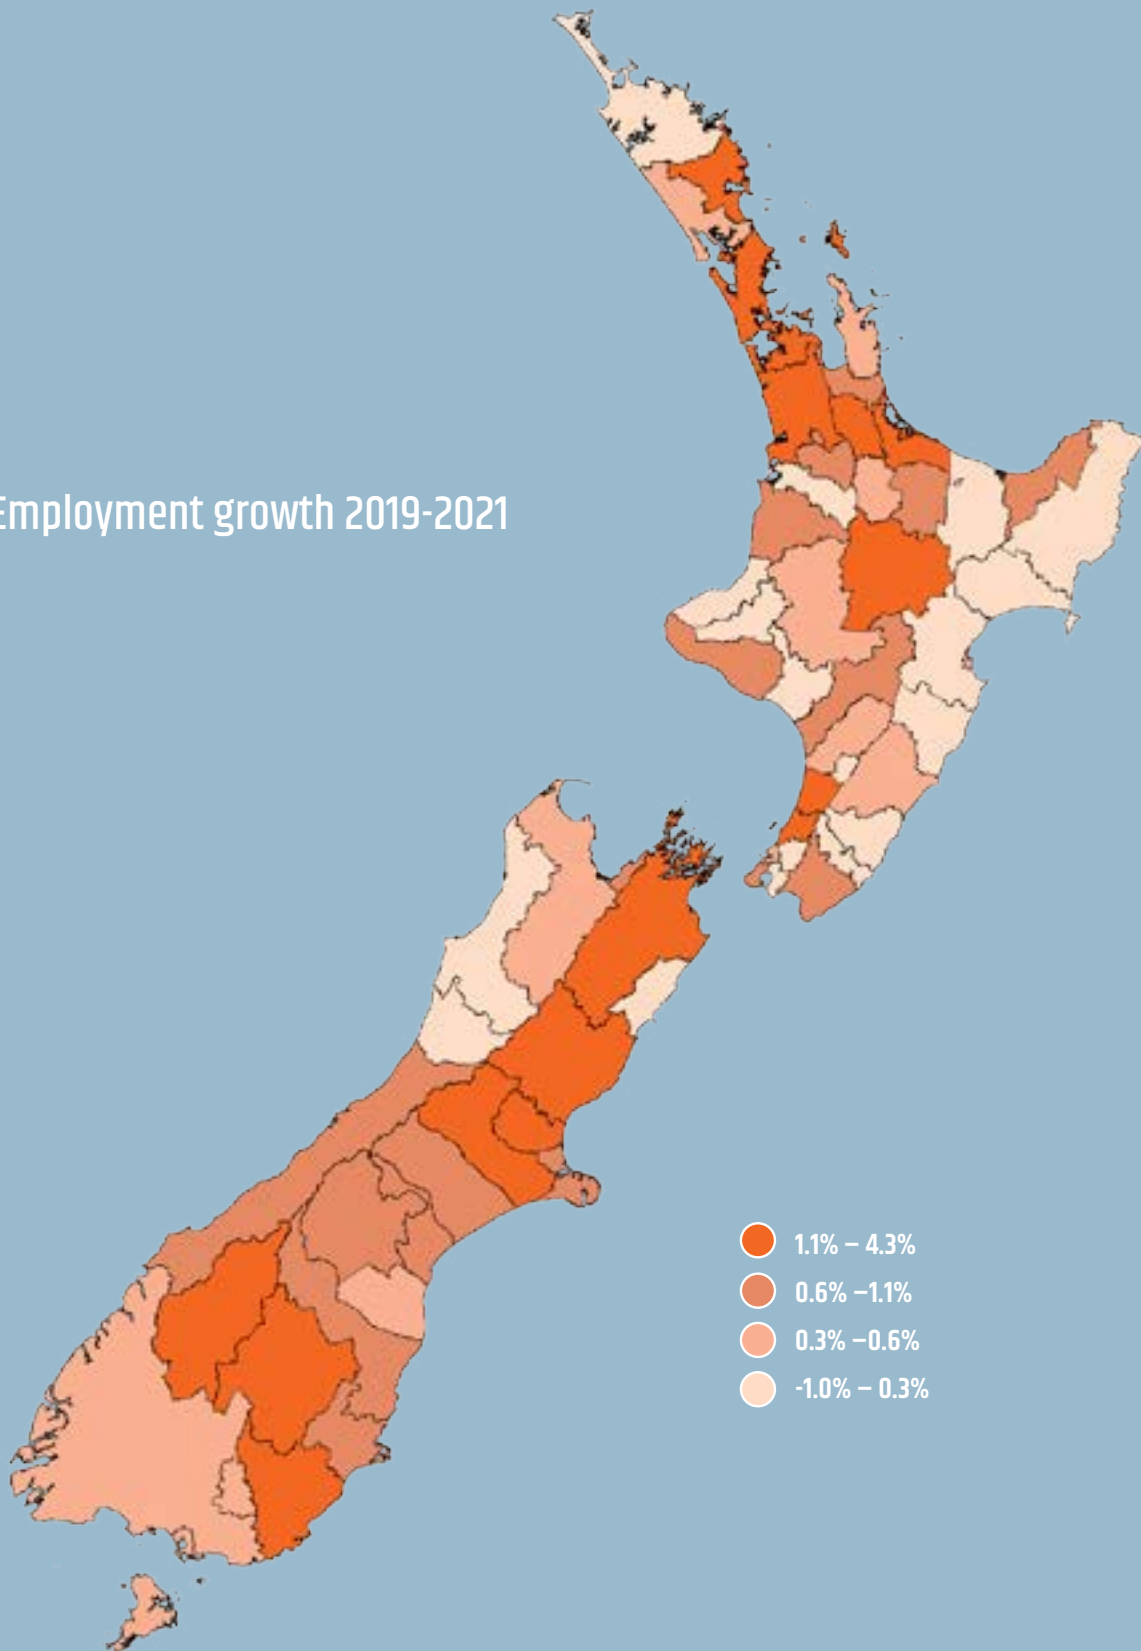 Employment growth 2019-2021
1.1% – 4.3%
0.6% –1.1%
0.3% –0.6%
-1.0% – 0.3%